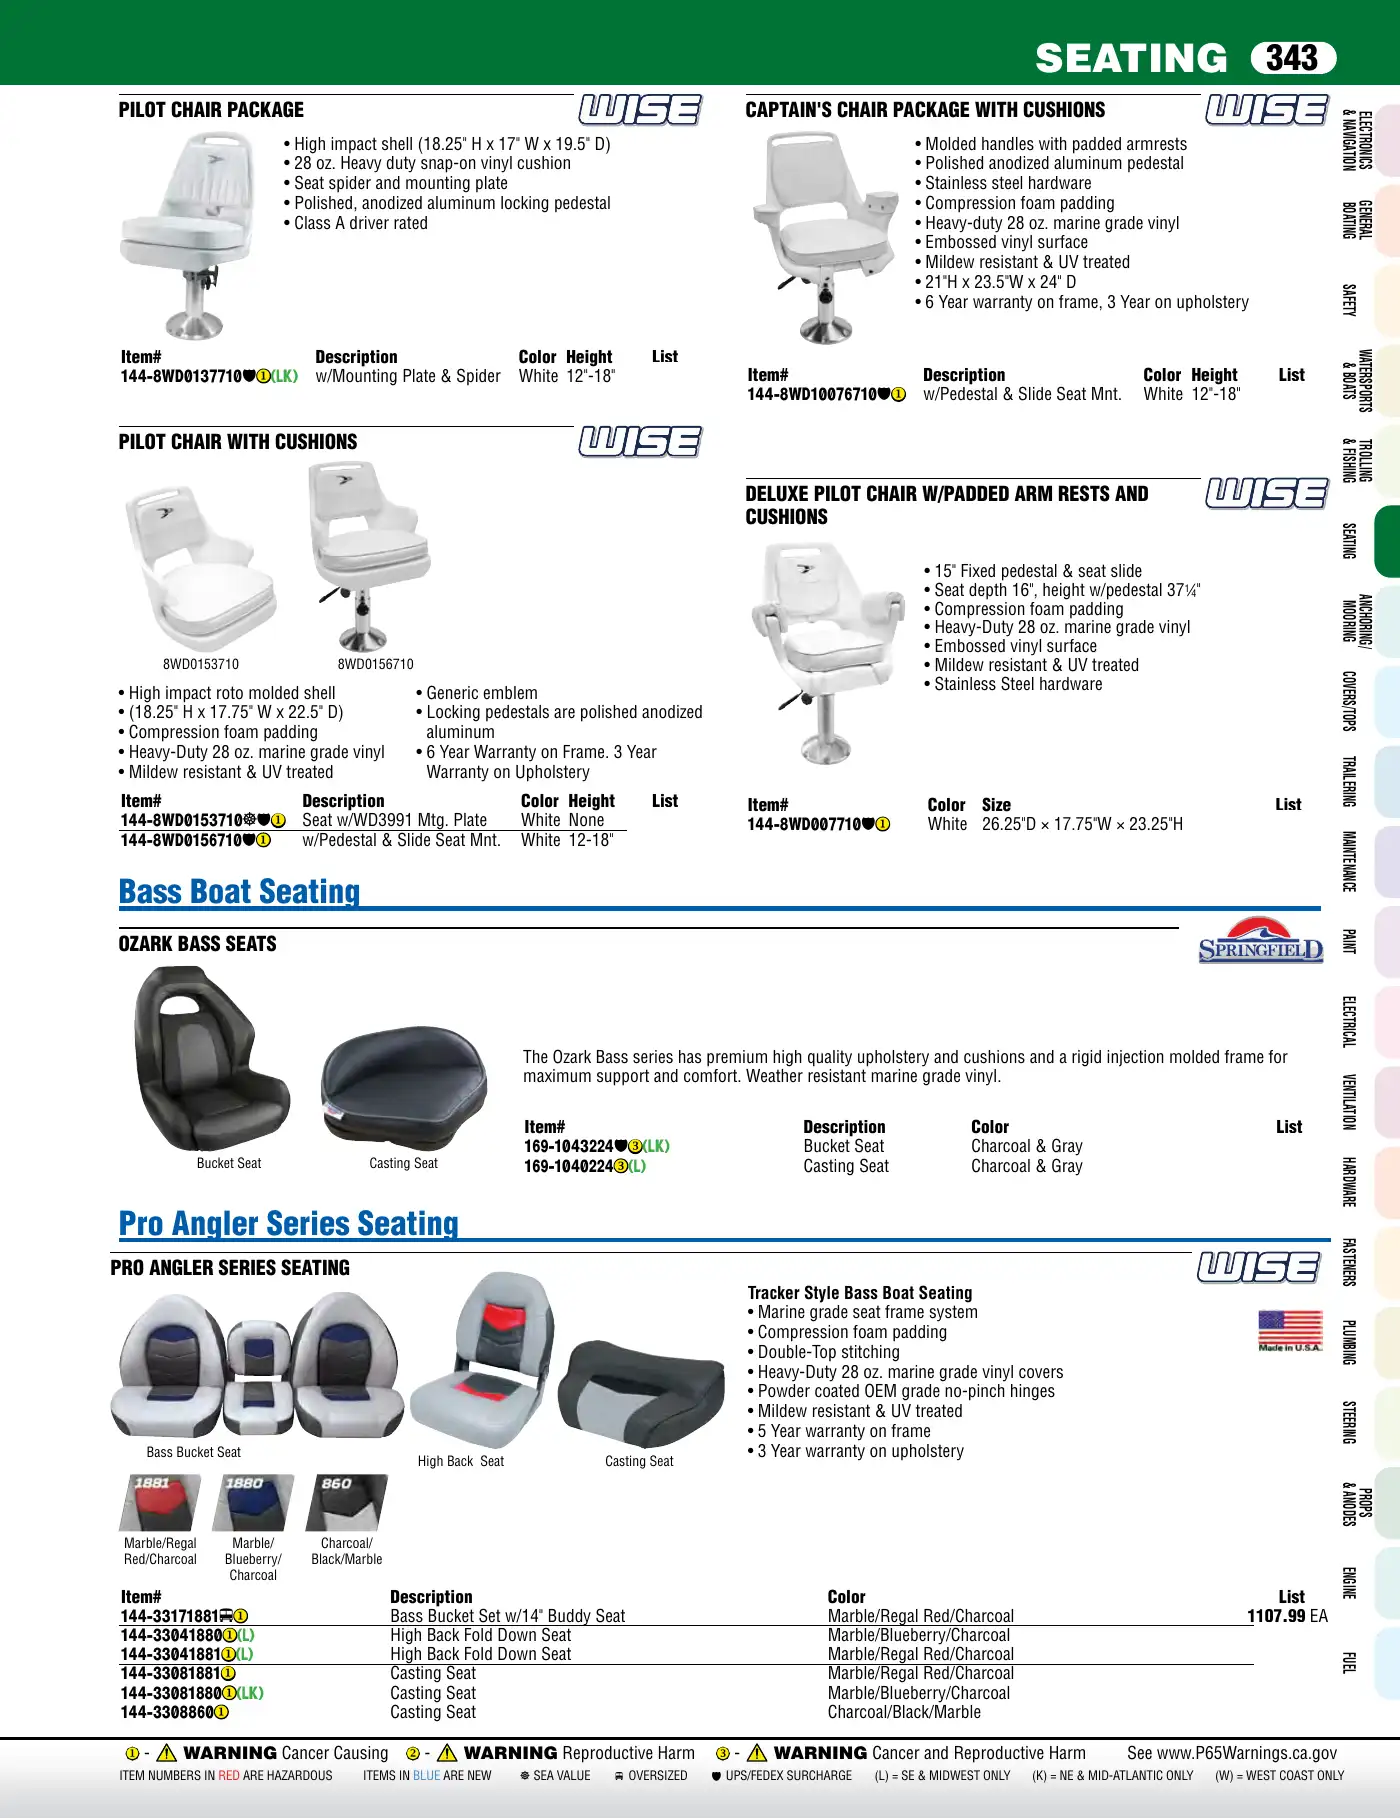 SEATING 343
PILOT CHAIR PACKAGE
WISE
• High impact shell (18.25" H x 17" W x 19.5" D)
• 28 oz. Heavy duty snap-on vinyl cushion
• Seat spider and mounting plate
• Polished, anodized aluminum locking pedestal
• Class A driver rated
Item# Description Color Height List
144-8WD0137710 1 (LK) w/Mounting Plate & Spider White 12"-18"
PILOT CHAIR WITH CUSHIONS
WISE
8WD0153710 8WD0156710
• High impact roto molded shell
• (18.25" H x 17.75" W x 22.5" D)
• Compression foam padding
• Heavy-Duty 28 oz. marine grade vinyl
• Mildew resistant & UV treated
• Generic emblem
• Locking pedestals are polished anodized
aluminum
• 6 Year Warranty on Frame. 3 Year
Warranty on Upholstery
Item# Description Color Height List
144-8WD0153710 1 Seat w/WD3991 Mtg. Plate White None
144-8WD0156710 1 w/Pedestal & Slide Seat Mnt. White 12-18"
CAPTAIN'S CHAIR PACKAGE WITH CUSHIONS
WISE
• Molded handles with padded armrests
• Polished anodized aluminum pedestal
• Stainless steel hardware
• Compression foam padding
• Heavy-duty 28 oz. marine grade vinyl
• Embossed vinyl surface
• Mildew resistant & UV treated
• 21"H x 23.5"W x 24" D
• 6 Year warranty on frame, 3 Year on upholstery
Item# Description Color Height List
144-8WD10076710 1 w/Pedestal & Slide Seat Mnt. White 12"-18"
DELUXE PILOT CHAIR W/PADDED ARM RESTS AND
CUSHIONS
WISE
• 15" Fixed pedestal & seat slide
• Seat depth 16", height w/pedestal 37¼"
• Compression foam padding
• Heavy-Duty 28 oz. marine grade vinyl
• Embossed vinyl surface
• Mildew resistant & UV treated
• Stainless Steel hardware
Item# Color Size List
144-8WD007710 1 White 26.25"D × 17.75"W × 23.25"H
Bass Boat Seating
OZARK BASS SEATS
SPRINGFIELD
Bucket Seat Casting Seat
The Ozark Bass series has premium high quality upholstery and cushions and a rigid injection molded frame for
maximum support and comfort. Weather resistant marine grade vinyl.
Item# Description Color List
169-1043224 3 (LK) Bucket Seat Charcoal & Gray
169-1040224 3 (L) Casting Seat Charcoal & Gray
Pro Angler Series Seating
PRO ANGLER SERIES SEATING
WISE
Bass Bucket Seat
High Back Seat
Casting Seat
Tracker Style Bass Boat Seating
• Marine grade seat frame system
• Compression foam padding
• Double-Top stitching
• Heavy-Duty 28 oz. marine grade vinyl covers
• Powder coated OEM grade no-pinch hinges
• Mildew resistant & UV treated
• 5 Year warranty on frame
• 3 Year warranty on upholstery
Made in U.S.A.
1881 1880 860
Marble/Regal
Red/Charcoal
Marble/
Blueberry/
Charcoal
Charcoal/
Black/Marble
Item# Description Color List
144-33171881 1 Bass Bucket Set w/14" Buddy Seat Marble/Regal Red/Charcoal 1107.99 EA
144-33041880 1 (L) High Back Fold Down Seat Marble/Blueberry/Charcoal
144-33041881 1 (L) High Back Fold Down Seat Marble/Regal Red/Charcoal
144-33081881 1 Casting Seat Marble/Regal Red/Charcoal
144-33081880 1 (LK) Casting Seat Marble/Blueberry/Charcoal
144-3308860 1 Casting Seat Charcoal/Black/Marble
1 - WARNING Cancer Causing 2 - WARNING Reproductive Harm 3 - WARNING Cancer and Reproductive Harm See www.P65Warnings.ca.gov
ITEM NUMBERS IN RED ARE HAZARDOUS ITEMS IN BLUE ARE NEW SEA VALUE OVERSIZED UPS/FEDEX SURCHARGE (L) = SE & MIDWEST ONLY (K) = NE & MID-ATLANTIC ONLY (W) = WEST COAST ONLY
ELECTRONICS
& NAVIGATION
GENERAL
BOATING
SAFETY
WATERSPORTS
& BOATS
TROLLING
& FISHING
SEATING
ANCHORING/
MOORING
COVERS/TOPS
TRAILERING
MAINTENANCE
PAINT
ELECTRICAL
VENTILATION
HARDWARE
FASTENERS
PLUMBING
STEERING
PROPS
& ANODES
ENGINE
FUEL